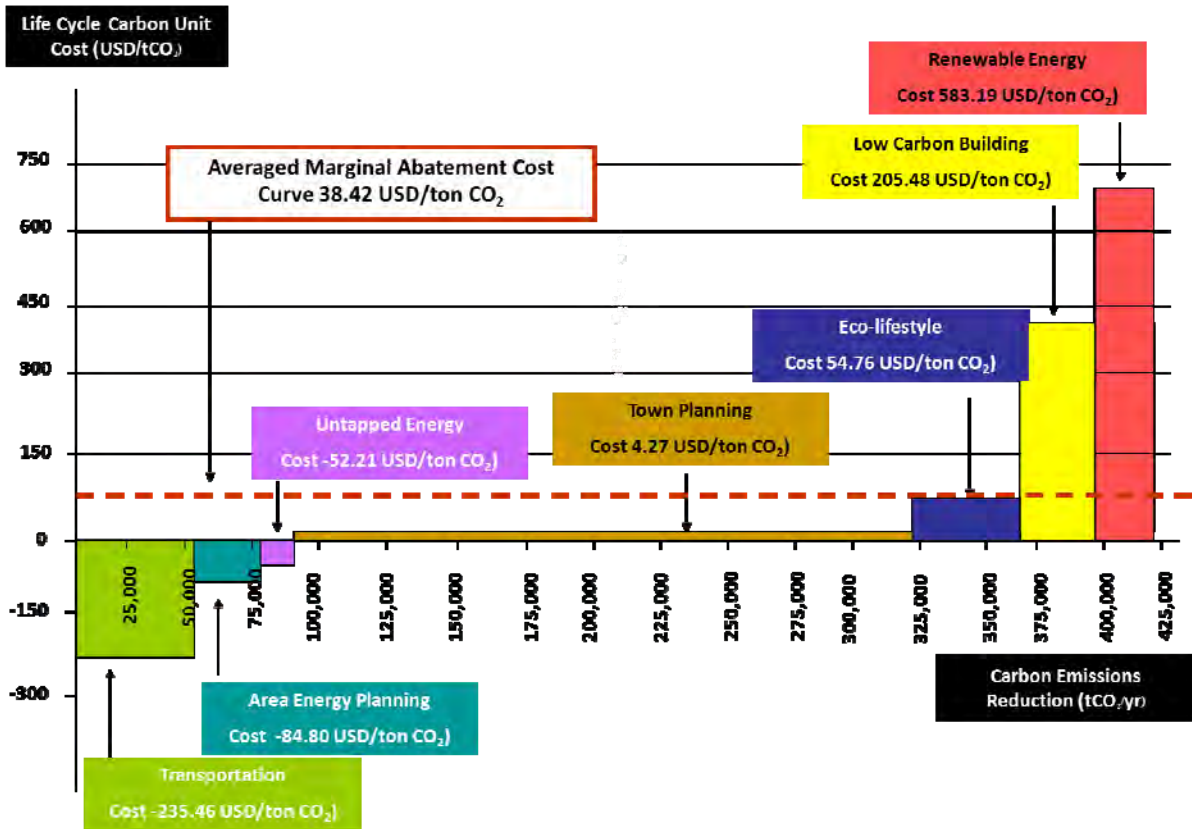 Life Cycle Carbon Unit
Cost (USD/tCO₂)
Renewable Energy
Cost 583.19 USD/ton CO₂)
Low Carbon Building
Cost 205.48 USD/ton CO₂)
Averaged Marginal Abatement Cost
Curve 38.42 USD/ton CO₂
Eco-lifestyle
Cost 54.76 USD/ton CO₂)
Town Planning
Cost 4.27 USD/ton CO₂)
Untapped Energy
Cost -52.21 USD/ton CO₂)
750
600
450
300
150
0
-150
-300
25,000
50,000
75,000
100,000
125,000
150,000
175,000
200,000
225,000
250,000
275,000
300,000
325,000
350,000
375,000
400,000
425,000
Carbon Emissions
Reduction (tCO₂/yr)
Area Energy Planning
Cost -84.80 USD/ton CO₂)
Transportation
Cost -235.46 USD/ton CO₂)